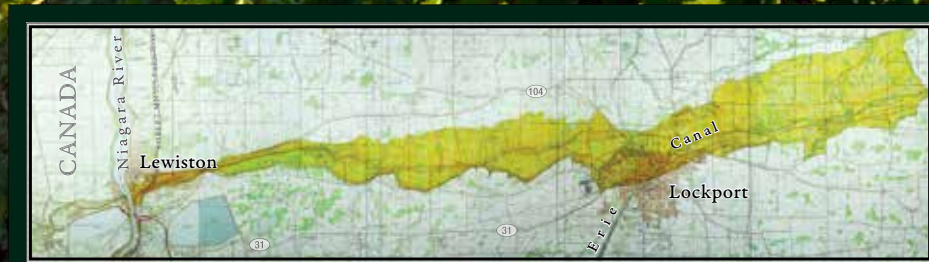 CANADA
Niagara River
Lewiston
104
Canal
Lockport
Erie
31
31